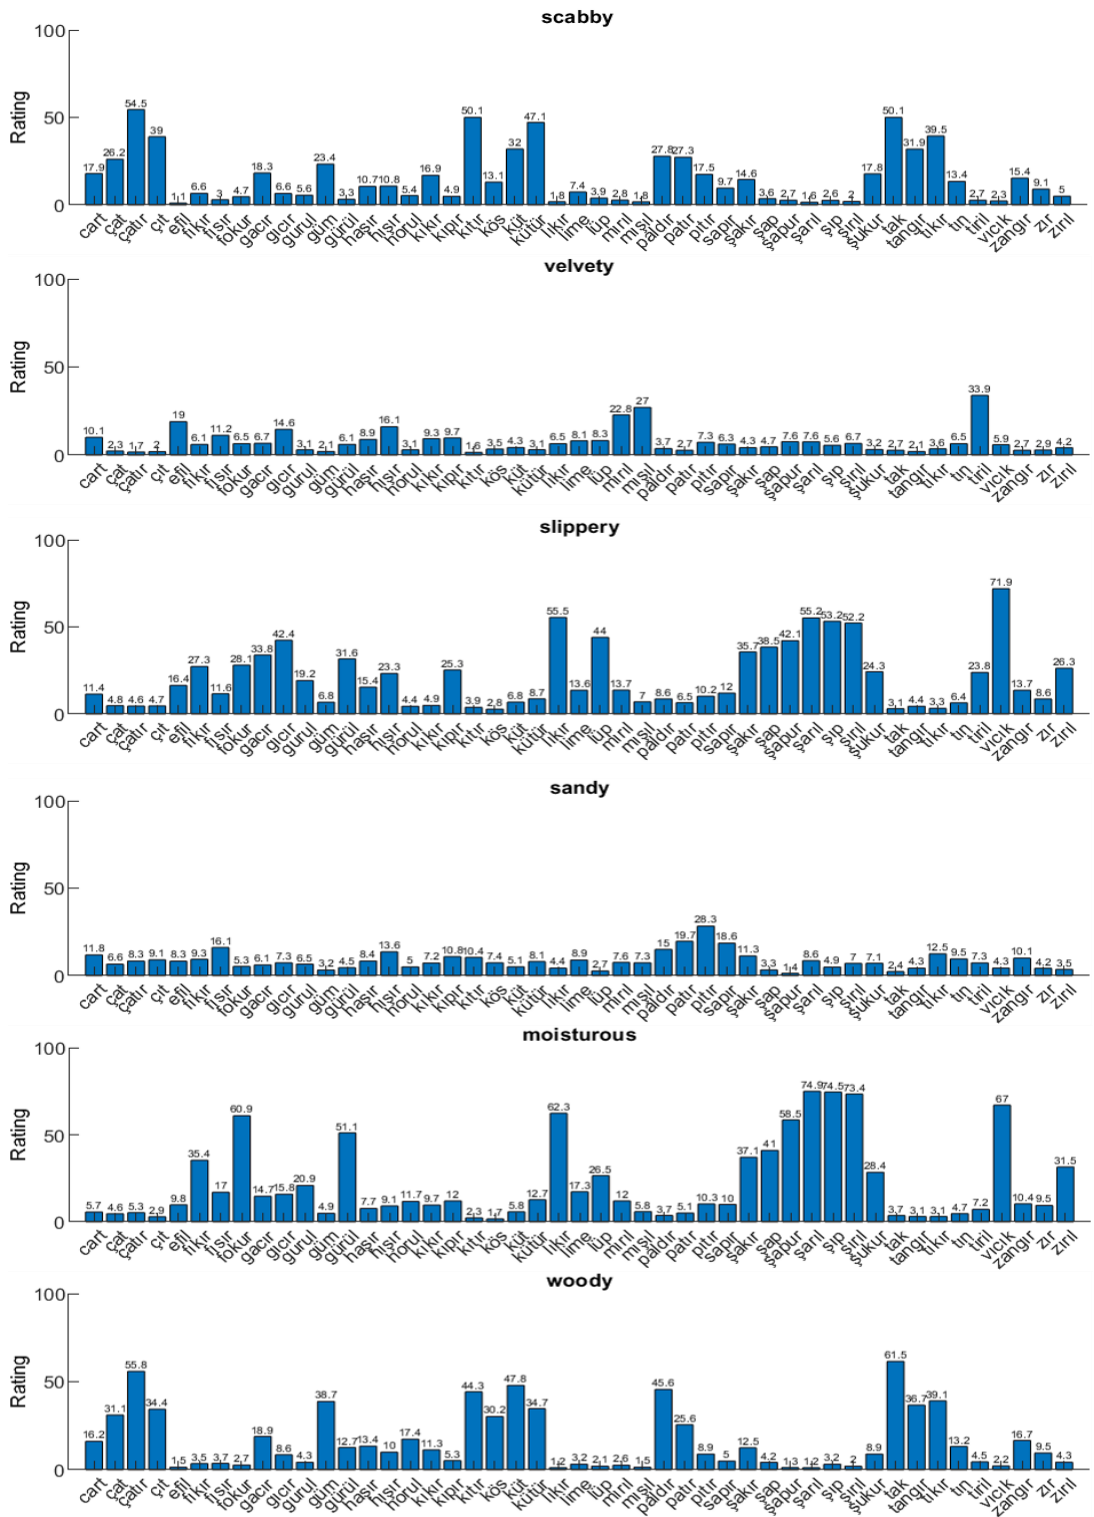 scabby
100
50
0
Rating
17.9 26.2 54.5 39 1.1 6.6 3 4.7 18.3 6.6 5.6 23.4 3.3 10.7 10.8 5.4 16.9 4.9 50.1 13.1 32 47.1 1.8 7.4 3.9 2.8 1.8 27.8 27.3 17.5 9.7 14.6 3.6 2.7 1.6 2.6 2 17.8 50.1 31.9 39.5 13.4 2.7 2.3 15.4 9.1 5
cart çat çatır çıt efil fıkır fısır fokur gacır gıcır gurul güm gürül haşır hışır horul kıkır kıpır kıtır kös küt kütür lıkır lime lüp mırıl mışıl paldır patır pıtır sapır şakır şap şapur şarıl şıp şırıl şukur tak tangır tıkır tın tiril vıcık zangır zır zırıl
velvety
100
50
0
Rating
10.1 2.3 1.7 2 19 6.1 11.2 6.5 6.7 14.6 3.1 2.1 6.1 8.9 16.1 3.1 9.3 9.7 1.6 3.5 4.3 3.1 6.5 8.1 8.3 22.8 27 3.7 2.7 7.3 6.3 4.3 4.7 7.6 7.6 5.6 6.7 3.2 2.7 2.1 3.6 6.5 33.9 5.9 2.7 2.9 4.2
cart çat çatır çıt efil fıkır fısır fokur gacır gıcır gurul güm gürül haşır hışır horul kıkır kıpır kıtır kös küt kütür lıkır lime lüp mırıl mışıl paldır patır pıtır sapır şakır şap şapur şarıl şıp şırıl şukur tak tangır tıkır tın tiril vıcık zangır zır zırıl
slippery
100
50
0
Rating
11.4 4.8 4.6 4.7 16.4 27.3 11.6 28.1 33.8 42.4 19.2 6.8 31.6 15.4 23.3 4.4 4.9 25.3 3.9 2.8 6.8 8.7 55.5 13.6 44 13.7 7 8.6 6.5 10.2 12 35.7 38.5 42.1 55.2 53.2 52.2 24.3 3.1 4.4 3.3 6.4 23.8 71.9 13.7 8.6 26.3
cart çat çatır çıt efil fıkır fısır fokur gacır gıcır gurul güm gürül haşır hışır horul kıkır kıpır kıtır kös küt kütür lıkır lime lüp mırıl mışıl paldır patır pıtır sapır şakır şap şapur şarıl şıp şırıl şukur tak tangır tıkır tın tiril vıcık zangır zır zırıl
sandy
100
50
0
Rating
11.8 6.6 8.3 9.1 8.3 9.3 16.1 5.3 6.1 7.3 6.5 3.2 4.5 8.4 13.6 5 7.2 10.8 10.4 7.4 5.1 8.1 4.4 8.9 2.7 7.6 7.3 15 19.7 28.3 18.6 11.3 3.3 1.4 8.6 4.9 7 7.1 2.4 4.3 12.5 9.5 7.3 4.3 10.1 4.2 3.5
cart çat çatır çıt efil fıkır fısır fokur gacır gıcır gurul güm gürül haşır hışır horul kıkır kıpır kıtır kös küt kütür lıkır lime lüp mırıl mışıl paldır patır pıtır sapır şakır şap şapur şarıl şıp şırıl şukur tak tangır tıkır tın tiril vıcık zangır zır zırıl
moisturous
100
50
0
Rating
5.7 4.6 5.3 2.9 9.8 35.4 17 60.9 14.7 15.8 20.9 4.9 51.1 7.7 9.1 11.7 9.7 12 2.3 1.7 5.8 12.7 62.3 17.3 26.5 12 5.8 3.7 5.1 10.3 10 37.1 41 58.5 74.9 74.5 73.4 28.4 3.7 3.1 3.1 4.7 7.2 67 10.4 9.5 31.5
cart çat çatır çıt efil fıkır fısır fokur gacır gıcır gurul güm gürül haşır hışır horul kıkır kıpır kıtır kös küt kütür lıkır lime lüp mırıl mışıl paldır patır pıtır sapır şakır şap şapur şarıl şıp şırıl şukur tak tangır tıkır tın tiril vıcık zangır zır zırıl
woody
100
50
0
Rating
16.2 31.1 55.8 34.4 1.5 3.5 3.7 2.7 18.9 8.6 4.3 38.7 12.7 13.4 10 17.4 11.3 5.3 44.3 30.2 47.8 34.7 1.2 3.2 2.1 2.6 1.5 45.6 25.6 8.9 5 12.5 4.2 1.3 1.2 3.2 2 8.9 61.5 36.7 39.1 13.2 4.5 2.2 16.7 9.5 4.3
cart çat çatır çıt efil fıkır fısır fokur gacır gıcır gurul güm gürül haşır hışır horul kıkır kıpır kıtır kös küt kütür lıkır lime lüp mırıl mışıl paldır patır pıtır sapır şakır şap şapur şarıl şıp şırıl şukur tak tangır tıkır tın tiril vıcık zangır zır zırıl